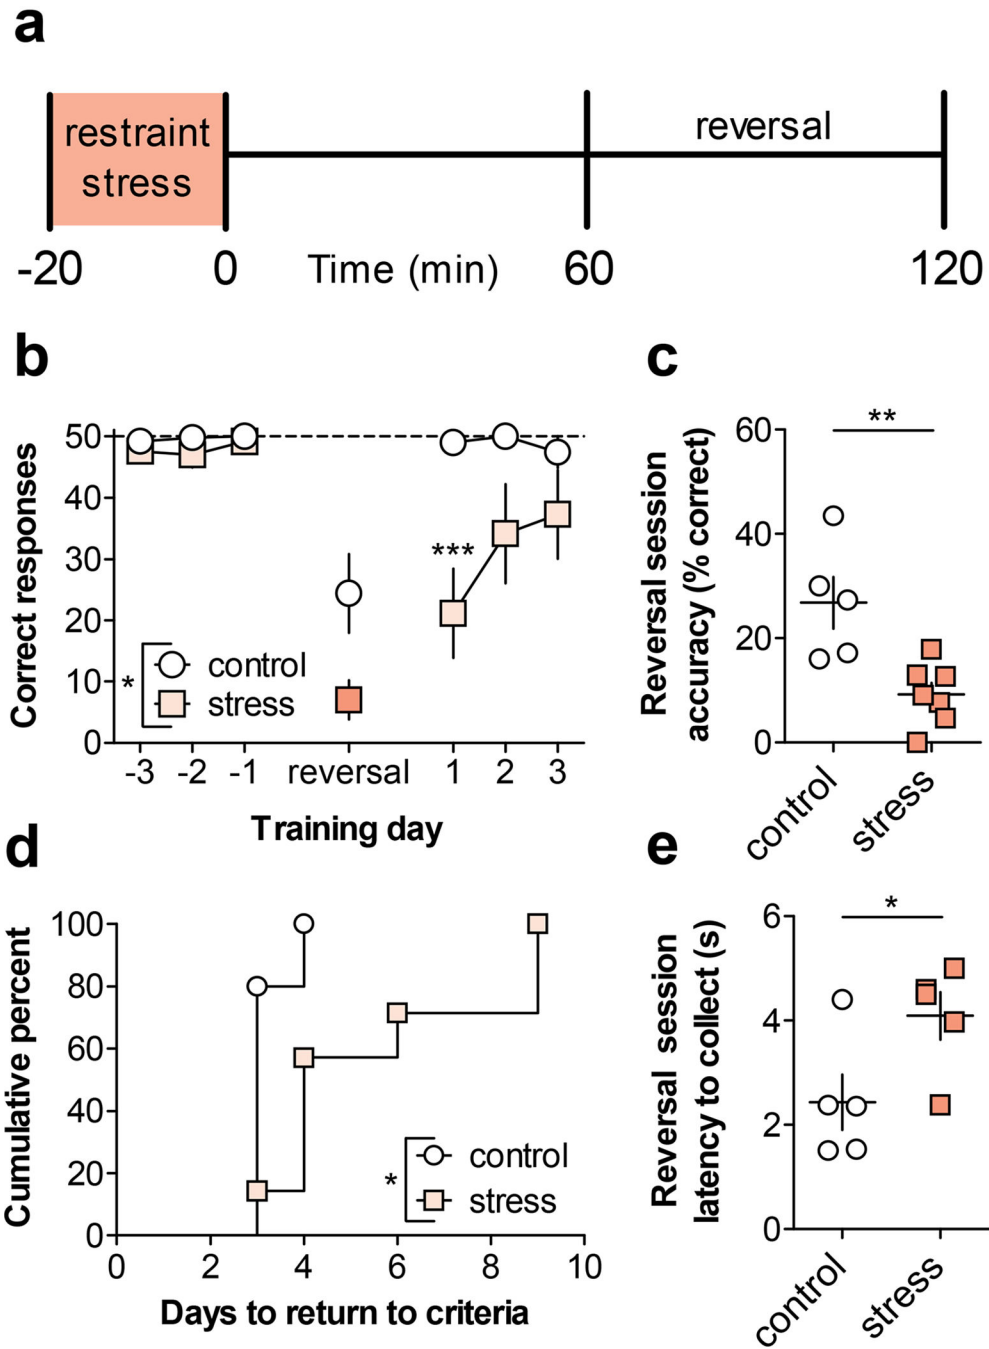 a
restraint
stress
reversal
-20
0
Time (min)
60
120
b
Correct responses
50
40
30
20
10
0
***
*
control
stress
-3
-2
-1
reversal
1
2
3
Training day
c
Reversal session
accuracy (% correct)
60
40
20
0
**
control
stress
d
Cumulative percent
100
80
60
40
20
0
*
control
stress
0
2
4
6
8
10
Days to return to criteria
e
Reversal session
latency to collect (s)
6
4
2
0
*
control
stress